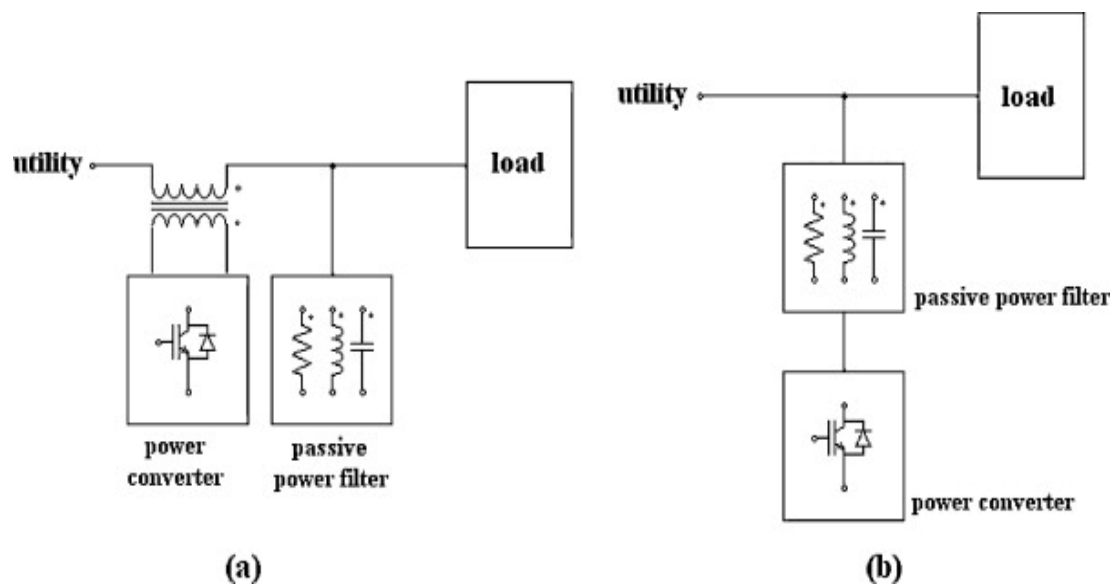 utility
load
power
converter
passive
power filter
(a)
utility
load
passive power filter
power converter
(b)